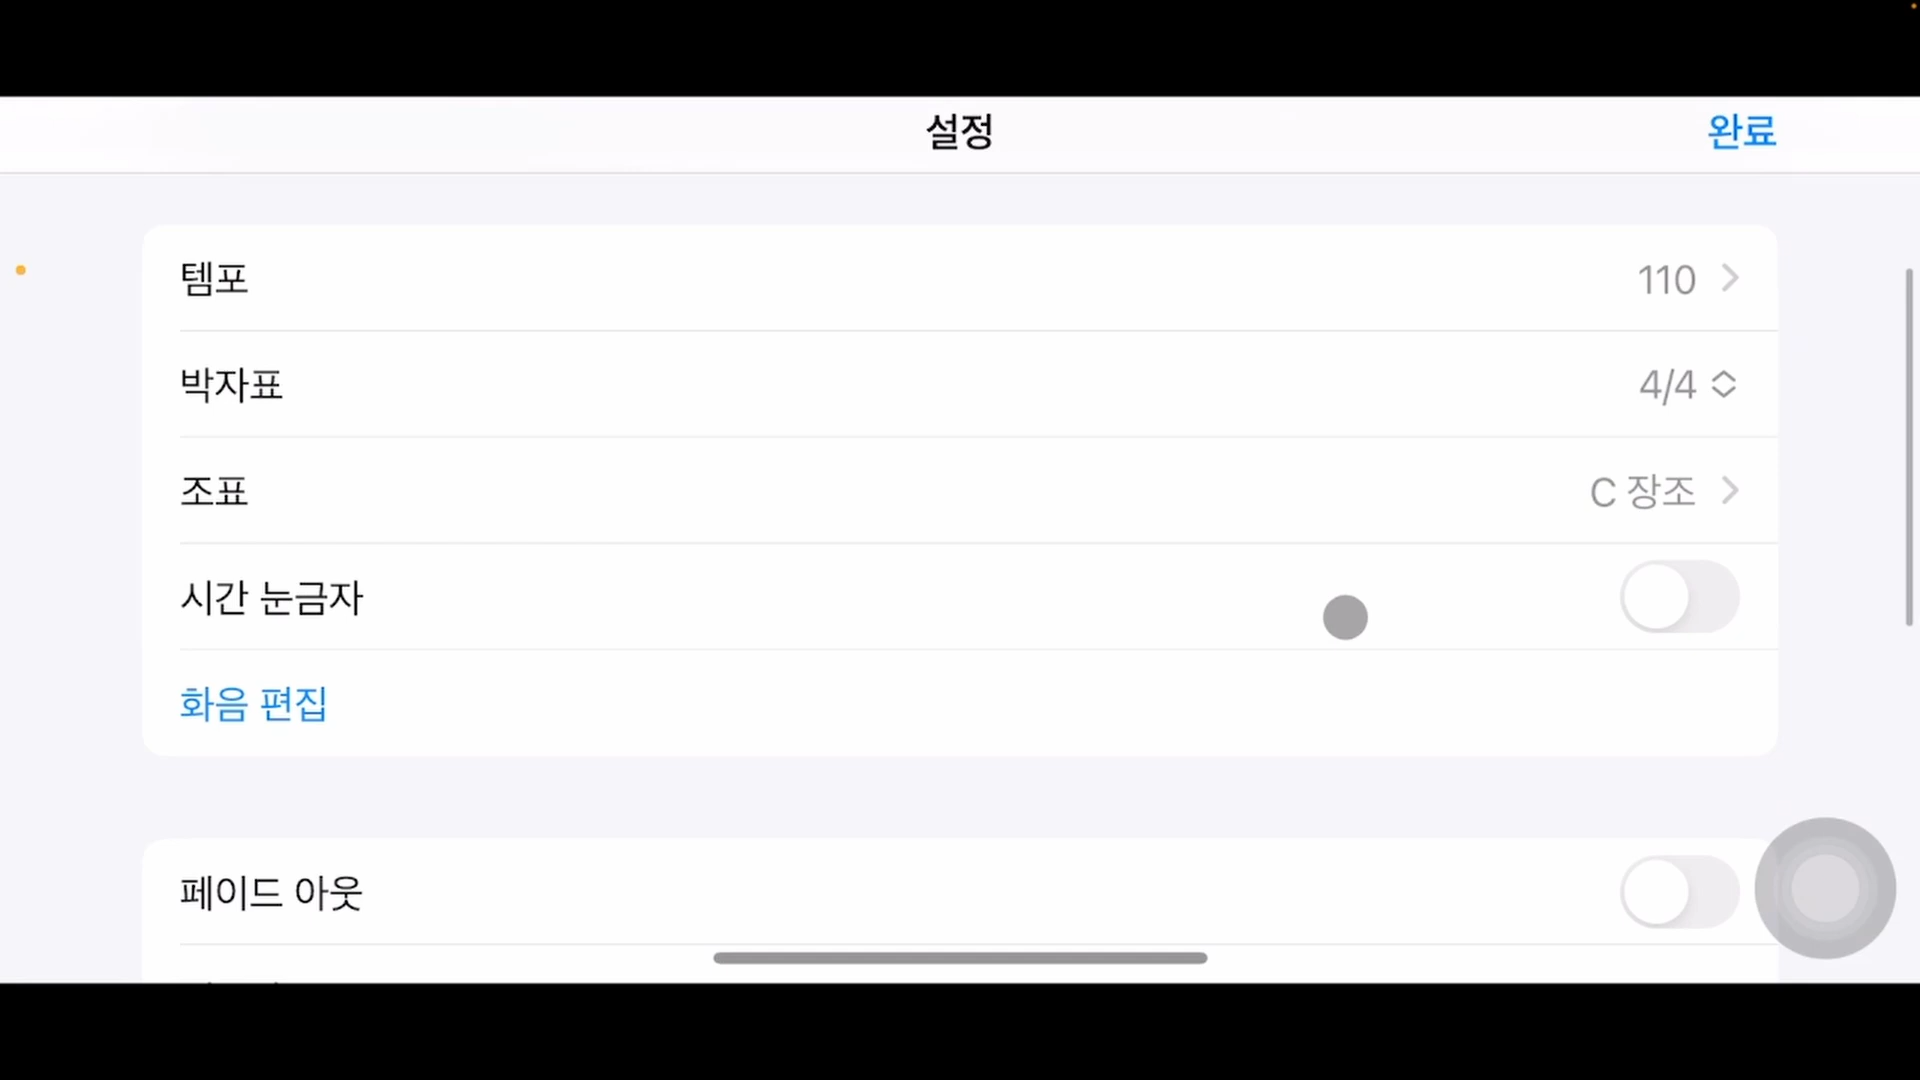 설정
완료
템포 110
박자표 4/4
조표 C 장조
시간 눈금자
화음 편집
페이드 아웃